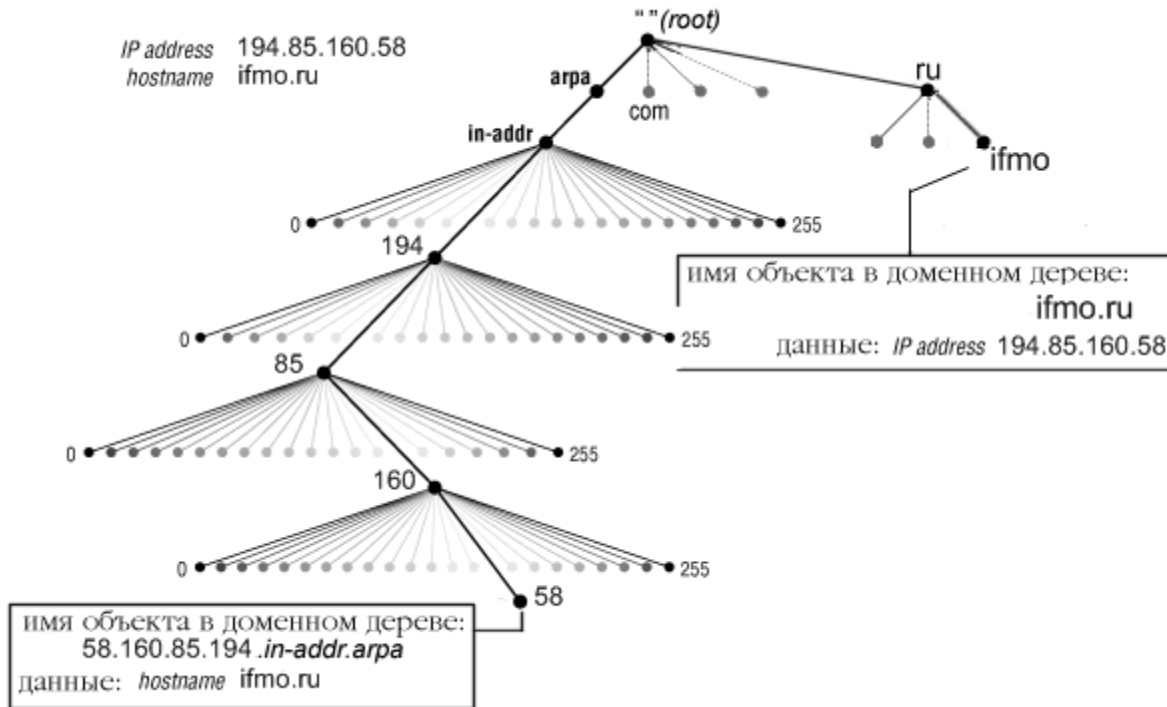 “ ”(root)
IP address 194.85.160.58
hostname ifmo.ru
arpa
ru
com
in-addr
ifmo
0
255
194
имя объекта в доменном дереве:
ifmo.ru
данные: IP address 194.85.160.58
0
255
85
0
255
160
0
255
58
имя объекта в доменном дереве:
58.160.85.194.in-addr.arpa
данные: hostname ifmo.ru